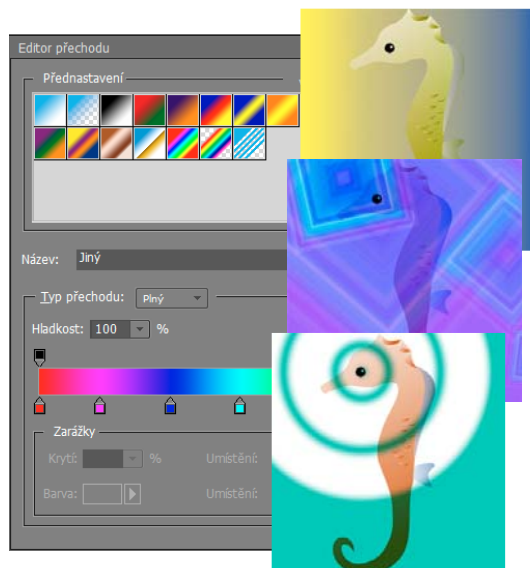 Editor přechodu
Přednastavení
Název: Jiný
Typ přechodu: Plný
Hladkost: 100 %
Zarážky
Krytí: % Umístění:
Barva: Umístění: